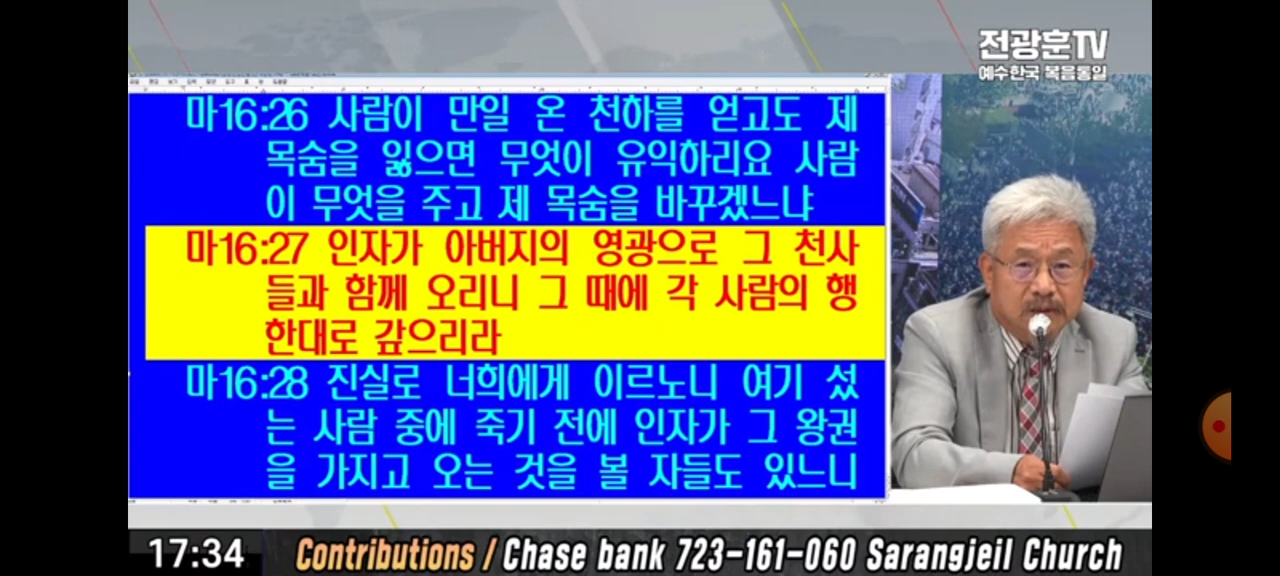 전광훈TV
예수한국 복음통일
마16:26 사람이 만일 온 천하를 얻고도 제
목숨을 잃으면 무엇이 유익하리요 사람
이 무엇을 주고 제 목숨을 바꾸겠느냐
마16:27 인자가 아버지의 영광으로 그 천사
들과 함께 오리니 그 때에 각 사람의 행
한대로 갚으리라
마16:28 진실로 너희에게 이르노니 여기 섰
는 사람 중에 죽기 전에 인자가 그 왕권
을 가지고 오는 것을 볼 자들도 있느니
17:34 Contributions / Chase bank 723-161-060 Sarangjeil Church